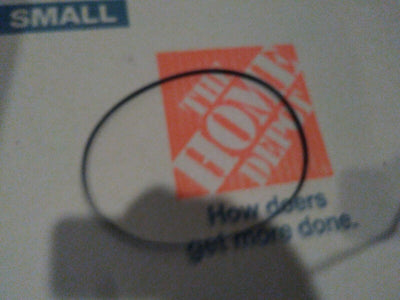 SMALL
THE
HOME
DEPOT
How doers
get more done.